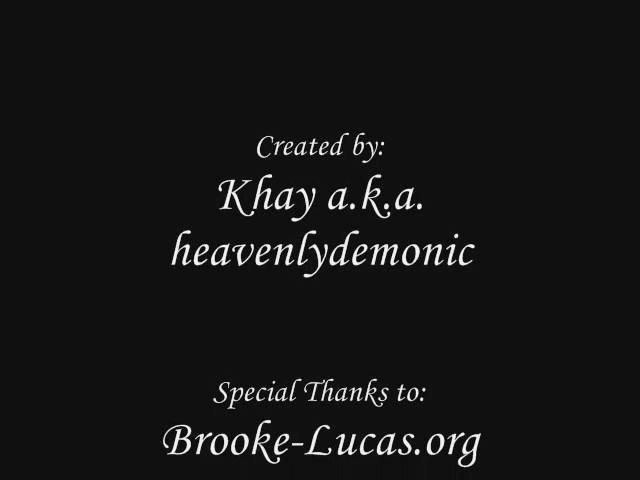 Created by:
Khay a.k.a.
heavenlydemonic
Special Thanks to:
Brooke-Lucas.org